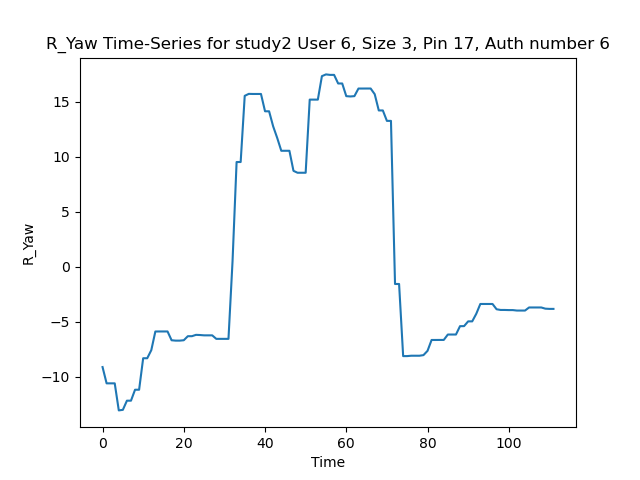 R_Yaw Time-Series for study2 User 6, Size 3, Pin 17, Auth number 6
15
10
5
0
−5
−10
R_Yaw
0 20 40 60 80 100
Time